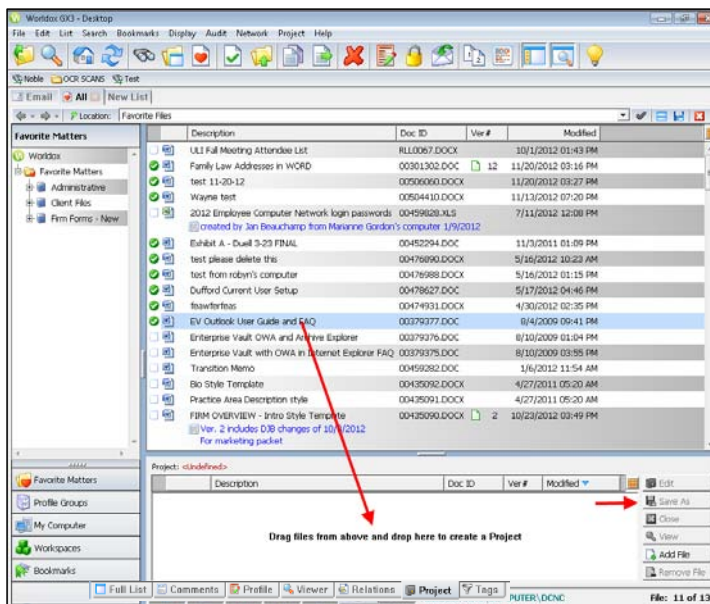 Worldox GX3 - Desktop
File Edit List Search Bookmarks Display Audit Network Project Help
Noble OCR SCANS Test
Email All New List
Location: Favorite Files
Favorite Matters
Worldox
Favorite Matters
Administrative
Client Files
Firm Forms - New
Description Doc ID Ver # Modified
ULI Fall Meeting Attendee List RLL0067.DOCX 10/1/2012 01:43 PM
Family Law Addresses in WORD 00301302.DOC 12 11/20/2012 03:16 PM
test 11-20-12 00506060.DOCX 11/20/2012 03:27 PM
Wayne test 00504410.DOCX 11/13/2012 07:20 PM
2012 Employee Computer Network login passwords 00459828.XLS 7/11/2012 12:08 PM
created by Jan Beauchamp from Marianne Gordon's computer 1/9/2012
Exhibit A - Duell 3-23 FINAL 00452294.DOC 11/3/2011 01:09 PM
test please delete this 00476890.DOCX 5/16/2012 10:23 AM
test from robyn's computer 00476988.DOCX 5/16/2012 01:15 PM
Dufford Current User Setup 00478627.DOC 5/17/2012 04:46 PM
feawferfeas 00474931.DOCX 4/30/2012 02:35 PM
EV Outlook User Guide and FAQ 00379377.DOC 8/4/2009 09:41 PM
Enterprise Vault OWA and Archive Explorer 00379376.DOC 8/10/2009 01:04 PM
Enterprise Vault with OWA in Internet Explorer FAQ 00379375.DOC 8/10/2009 03:55 PM
Transition Memo 00459282.DOC 1/6/2012 11:54 AM
Bio Style Template 00435092.DOCX 4/27/2011 05:20 AM
Practice Area Description style 00435091.DOCX 4/27/2011 05:20 AM
FIRM OVERVIEW - Intro Style Template 00435090.DOCX 2 10/23/2012 03:49 PM
Ver. 2 includes DJB changes of 10/8/2012
For marketing packet
Favorite Matters
Profile Groups
My Computer
Workspaces
Bookmarks
Project: <Undefined>
Description Doc ID Ver # Modified
Drag files from above and drop here to create a Project
Edit
Save As
Close
View
Add File
Remove File
Full List Comments Profile Viewer Relations Project Tags
PUTER\DCNC File: 11 of 13